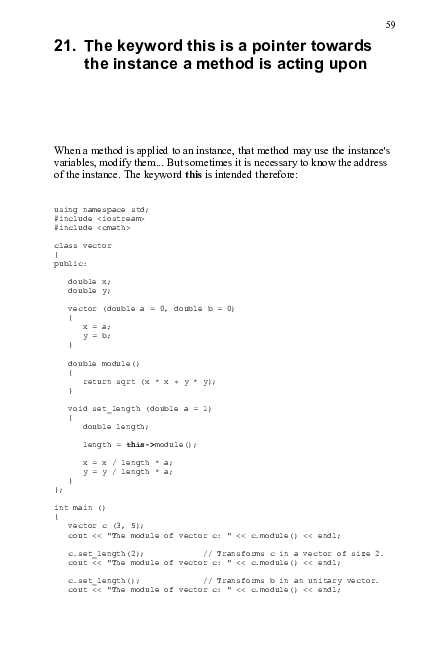 59
21. The keyword this is a pointer towards
the instance a method is acting upon
When a method is applied to an instance, that method may use the instance's
variables, modify them... But sometimes it is necessary to know the address
of the instance. The keyword this is intended therefore:
using namespace std;
#include <iostream>
#include <cmath>
class vector
{
public:
double x;
double y;
vector (double a = 0, double b = 0)
{
x = a;
y = b;
}
double module()
{
return sqrt (x * x + y * y);
}
void set_length (double a = 1)
{
double length;
length = this->module();
x = x / length * a;
y = y / length * a;
}
};
int main ()
{
vector c (3, 5);
cout << "The module of vector c: " << c.module() << endl;
c.set_length(2); // Transforms c in a vector of size 2.
cout << "The module of vector c: " << c.module() << endl;
c.set_length(); // Transforms b in an unitary vector.
cout << "The module of vector c: " << c.module() << endl;